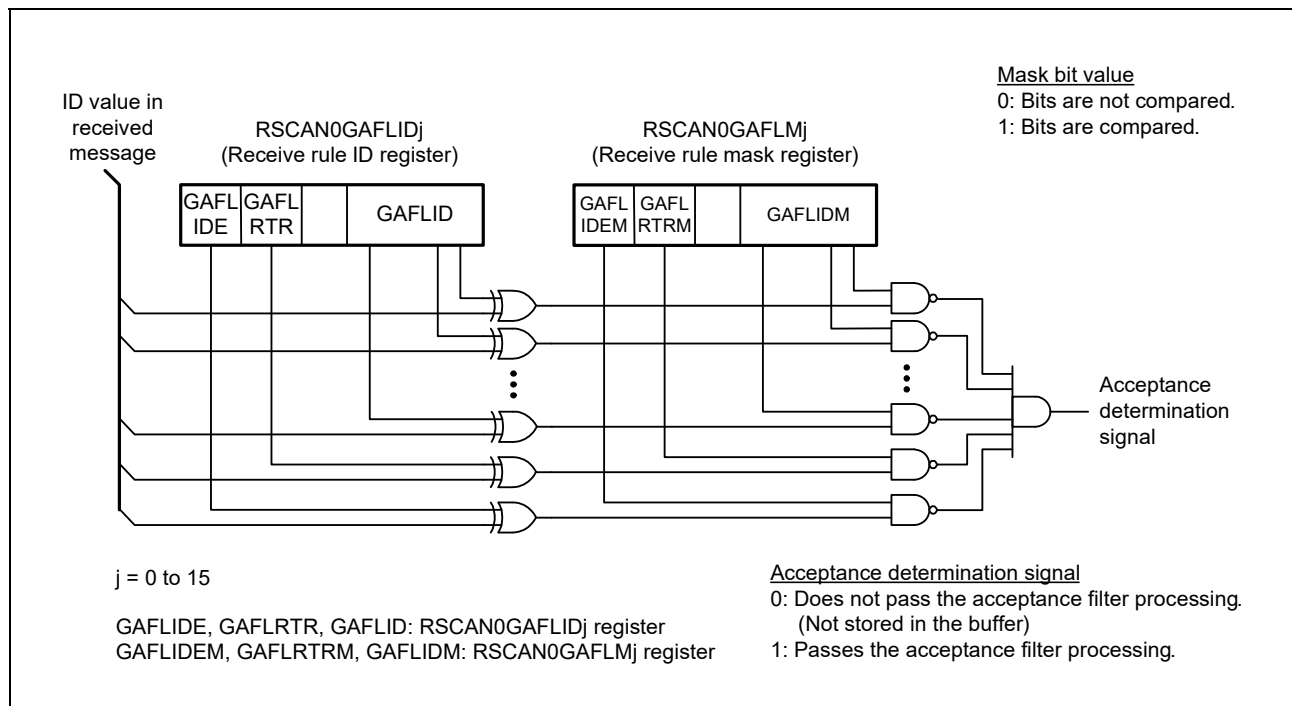 Mask bit value
0: Bits are not compared.
1: Bits are compared.
ID value in
received
message
RSCAN0GAFLIDj
(Receive rule ID register)
RSCAN0GAFLMj
(Receive rule mask register)
GAFL
IDE
GAFL
RTR
GAFLID
GAFL
IDEM
GAFL
RTRM
GAFLIDM
Acceptance
determination
signal
j = 0 to 15
GAFLIDE, GAFLRTR, GAFLID: RSCAN0GAFLIDj register
GAFLIDEM, GAFLRTRM, GAFLIDM: RSCAN0GAFLMj register
Acceptance determination signal
0: Does not pass the acceptance filter processing.
(Not stored in the buffer)
1: Passes the acceptance filter processing.